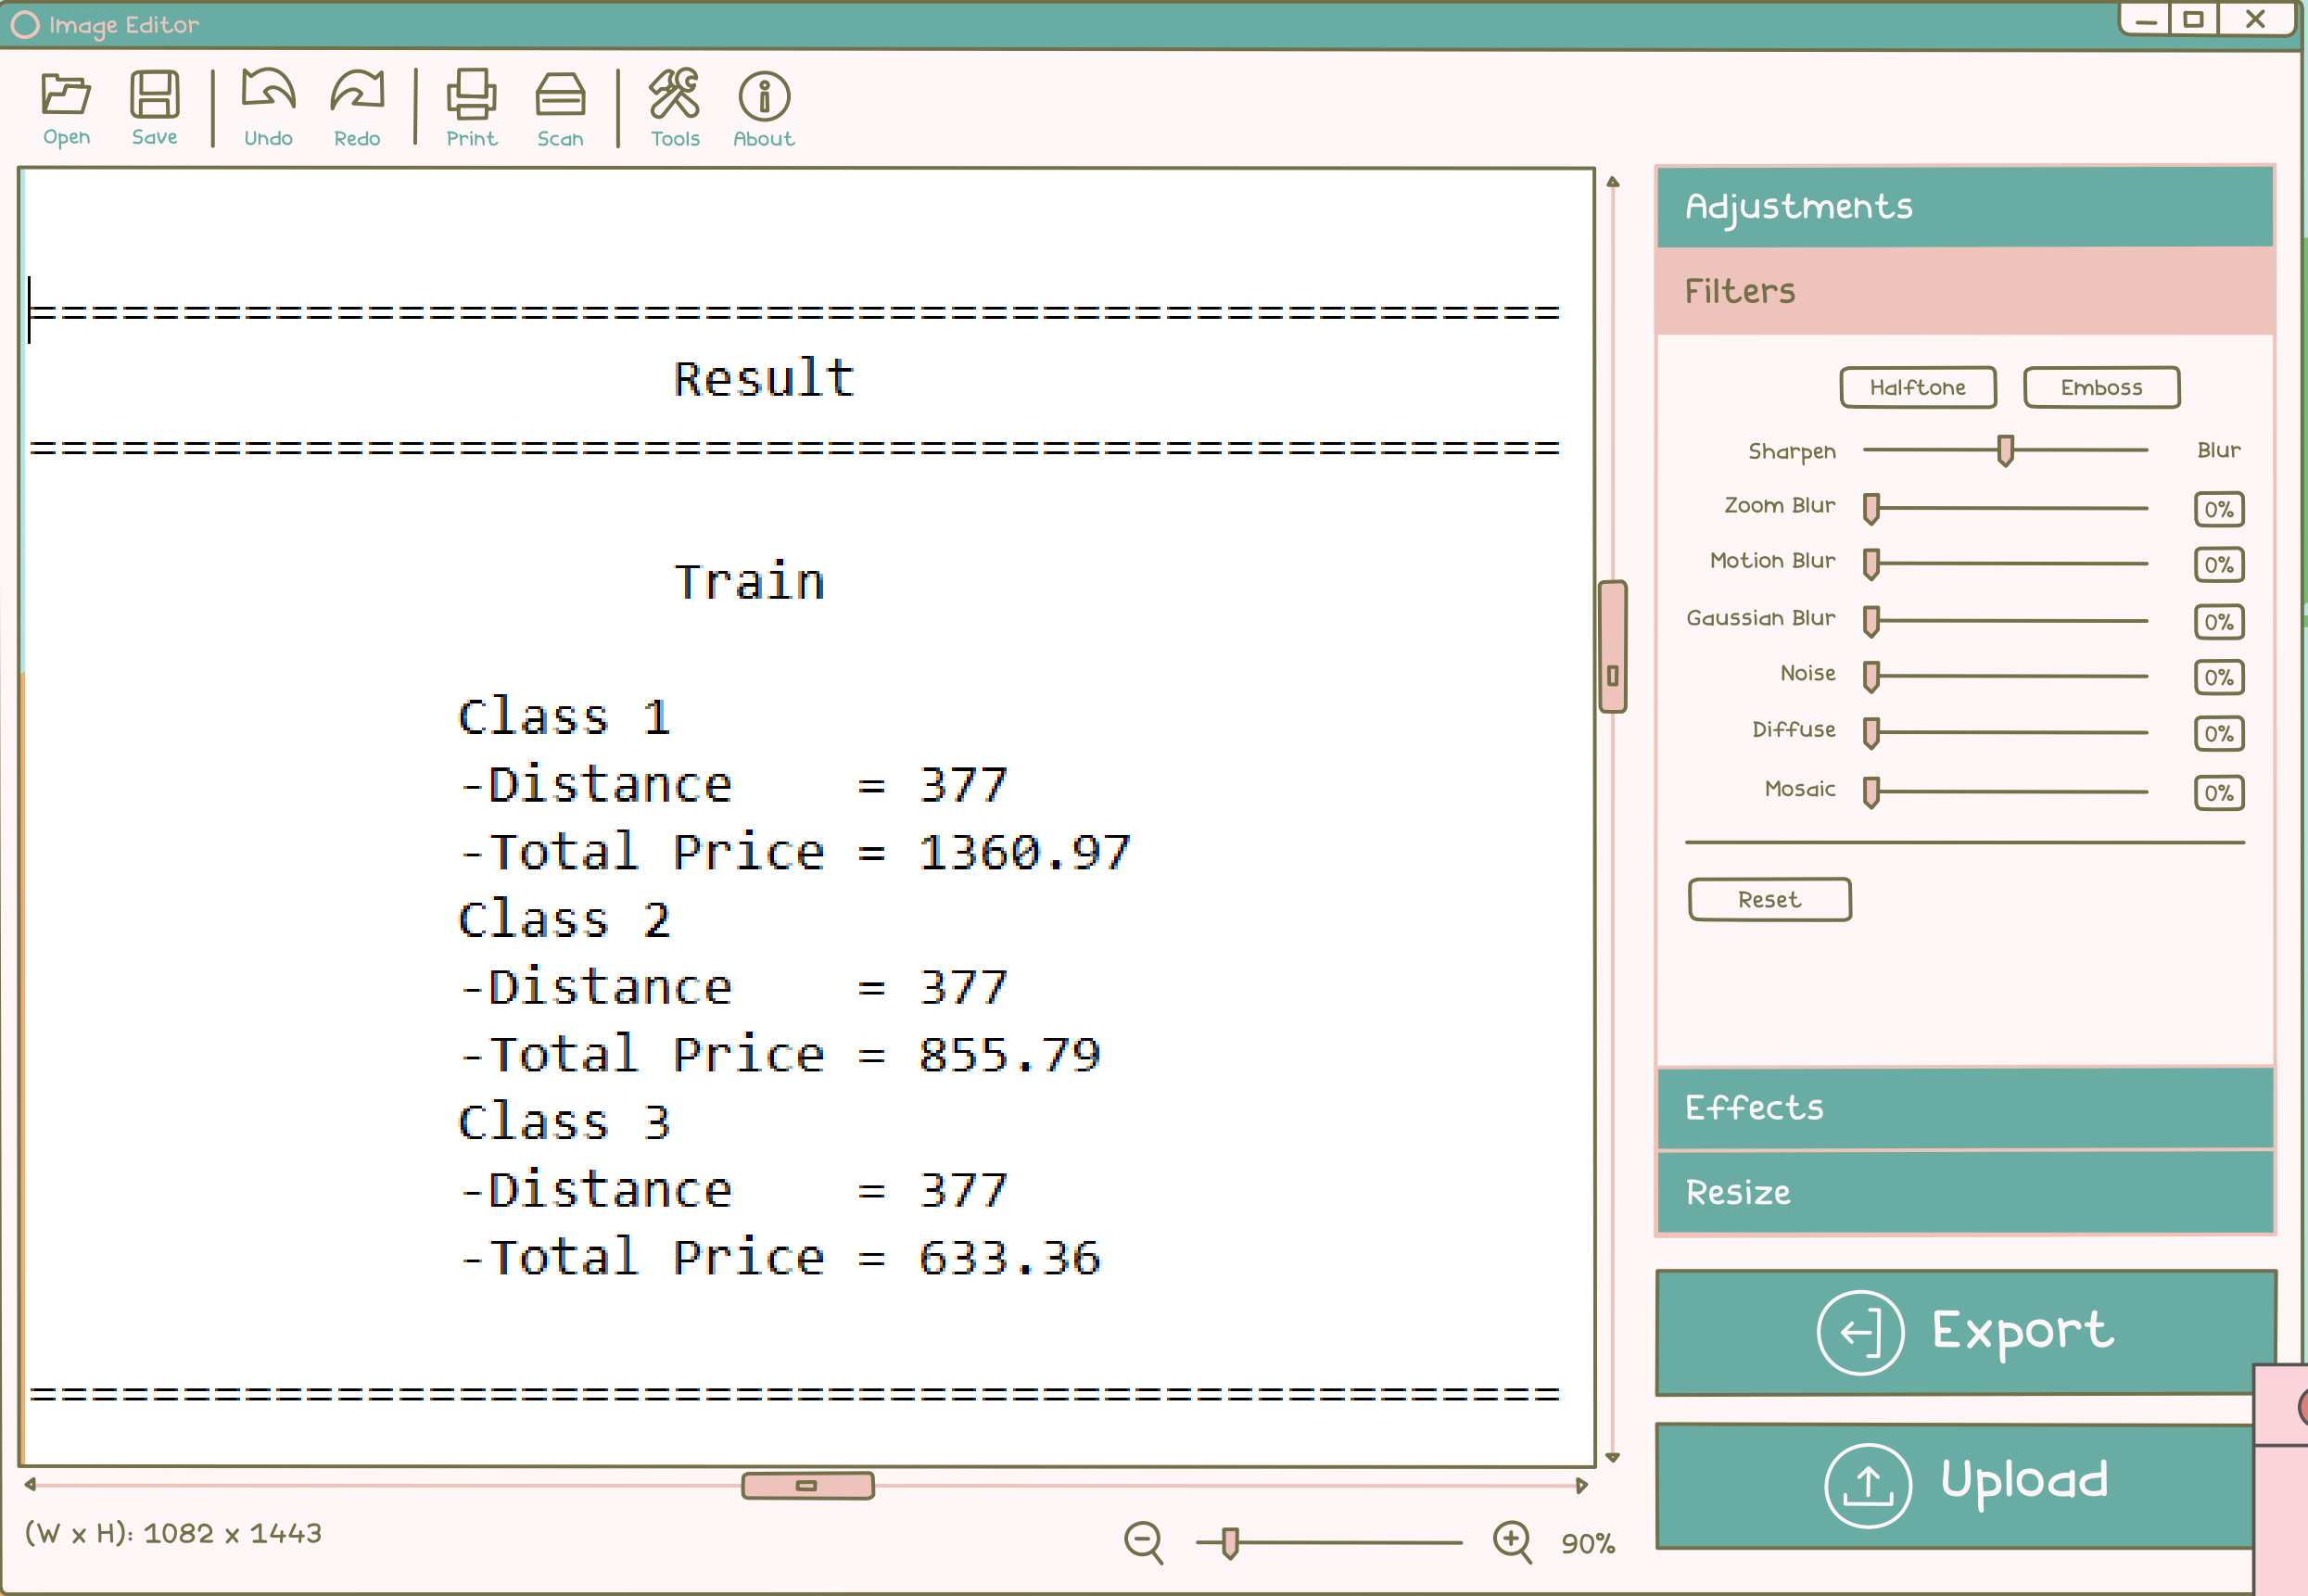 Image Editor
Open Save Undo Redo Print Scan Tools About
==================================================
Result
==================================================
Train
Class 1
-Distance    = 377
-Total Price = 1360.97
Class 2
-Distance    = 377
-Total Price = 855.79
Class 3
-Distance    = 377
-Total Price = 633.36
==================================================
(W x H): 1082 x 1443
90%
Adjustments
Filters
Halftone Emboss
Sharpen Blur
Zoom Blur 0%
Motion Blur 0%
Gaussian Blur 0%
Noise 0%
Diffuse 0%
Mosaic 0%
Reset
Effects
Resize
Export
Upload